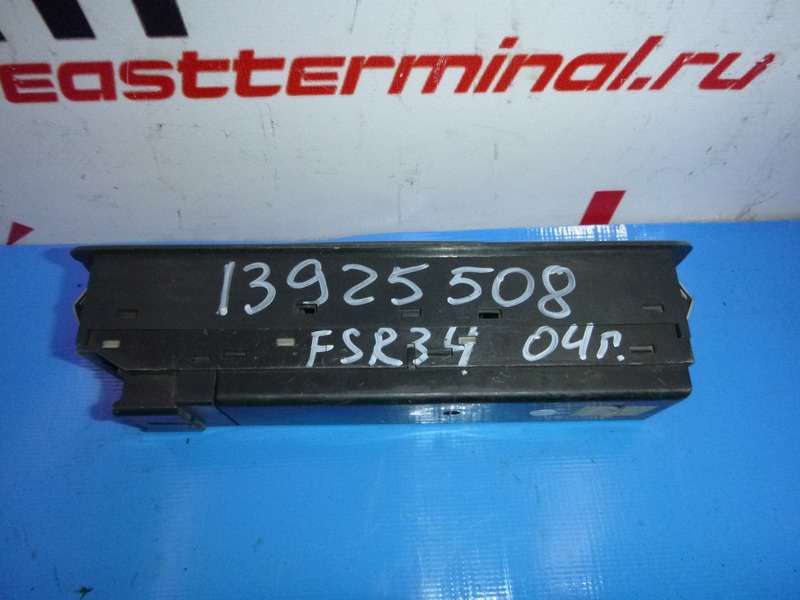 eastterminal.ru
13925508
FSR34 04г.